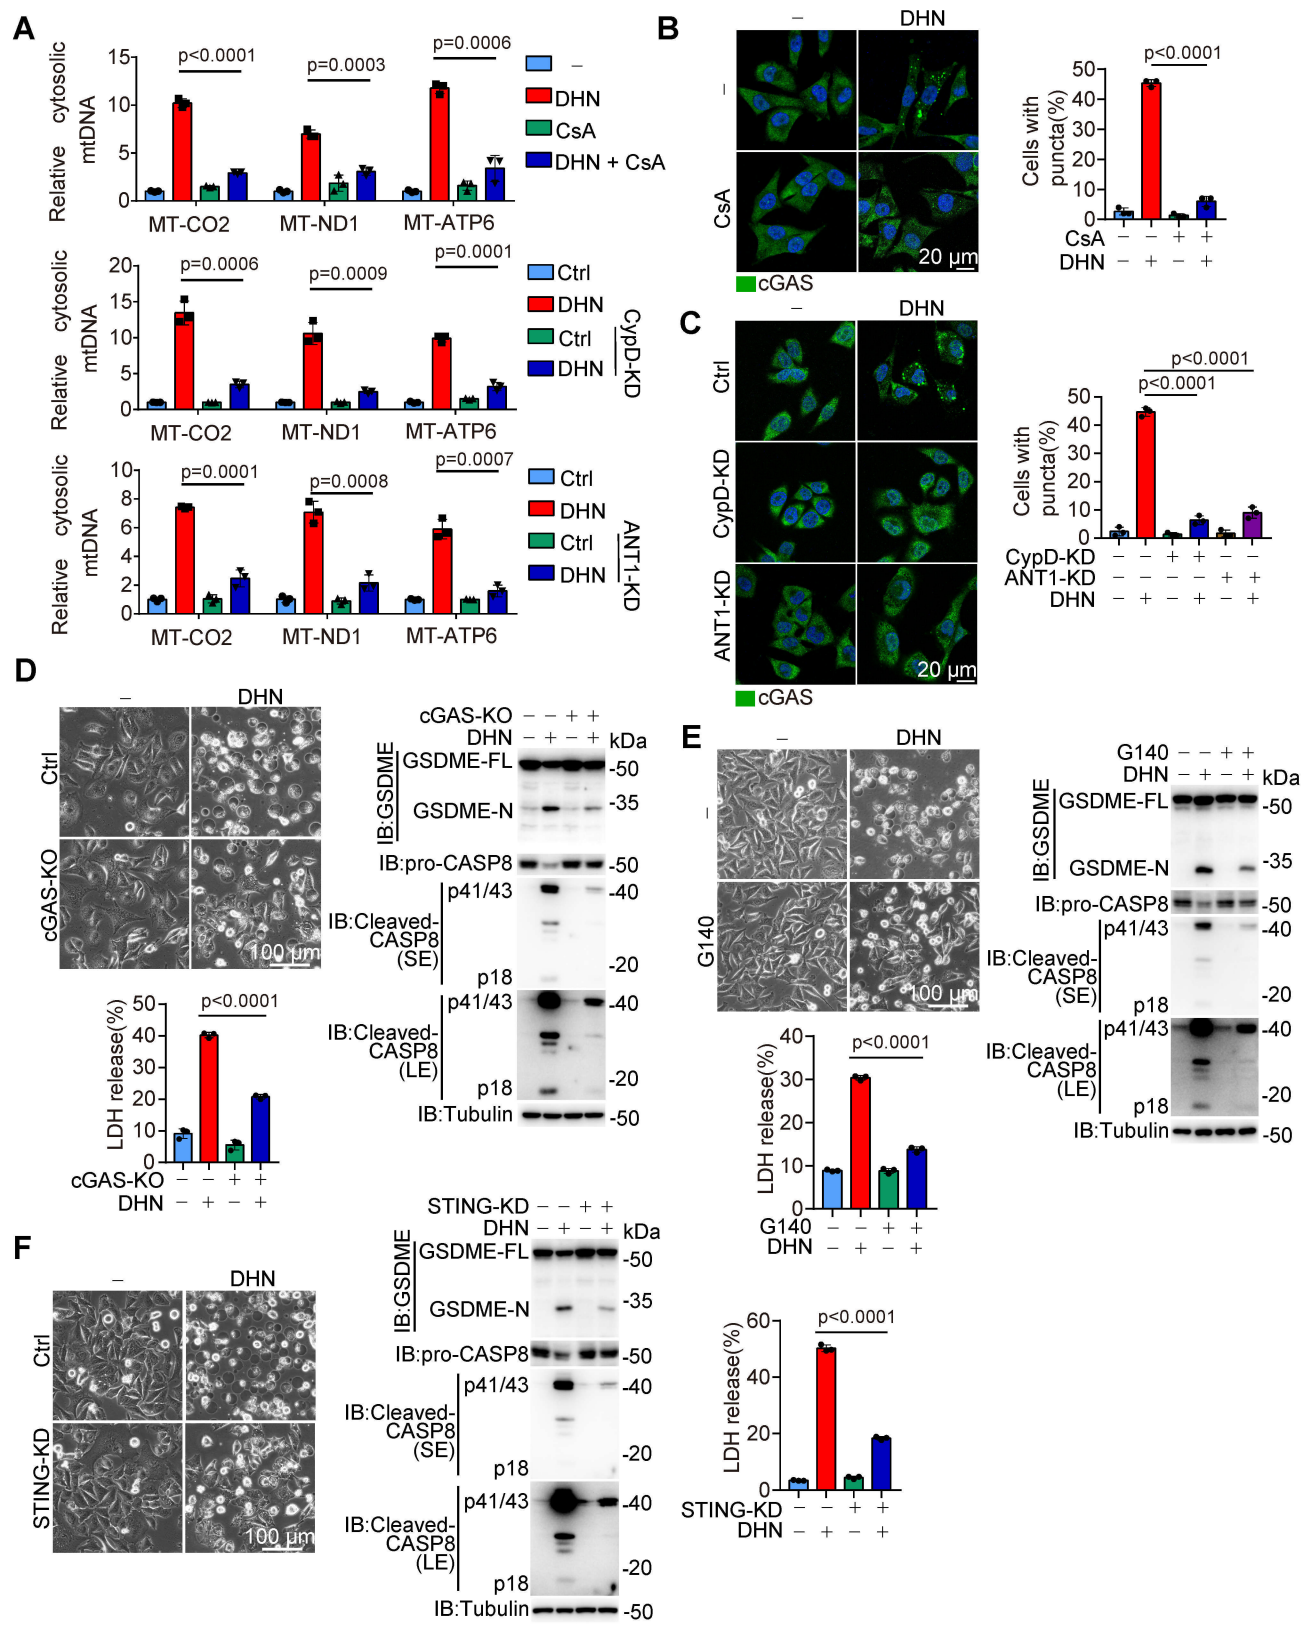 A
Relative cytosolic
mtDNA
15
10
5
0
p<0.0001
p=0.0003
p=0.0006
MT-CO2
MT-ND1
MT-ATP6
–
DHN
CsA
DHN + CsA
Relative cytosolic
mtDNA
20
15
10
5
0
p=0.0006
p=0.0009
p=0.0001
MT-CO2
MT-ND1
MT-ATP6
Ctrl
DHN
Ctrl
DHN
CypD-KD
Relative cytosolic
mtDNA
10
8
6
4
2
0
p=0.0001
p=0.0008
p=0.0007
MT-CO2
MT-ND1
MT-ATP6
Ctrl
DHN
Ctrl
DHN
ANT1-KD
B
– DHN
–
CsA
20 µm
cGAS
Cells with
puncta(%)
50
40
30
20
10
0
p<0.0001
CsA – – + +
DHN – + – +
C
– DHN
Ctrl
CypD-KD
ANT1-KD
20 µm
cGAS
Cells with
puncta(%)
50
40
30
20
10
0
p<0.0001
p<0.0001
CypD-KD – – + + – –
ANT1-KD – – – – + +
DHN – + – + – +
D
– DHN
Ctrl
cGAS-KO
100 µm
LDH release(%)
50
40
30
20
10
0
p<0.0001
cGAS-KO – – + +
DHN – + – +
cGAS-KO – – + +
DHN – + – + kDa
IB:GSDME
GSDME-FL -50
-35
GSDME-N
IB:pro-CASP8 -50
p41/43 -40
IB:Cleaved-
CASP8
(SE)
-20
p18
p41/43 -40
IB:Cleaved-
CASP8
(LE)
-20
p18
IB:Tubulin -50
E
– DHN
–
G140
100 µm
LDH release(%)
40
30
20
10
0
p<0.0001
G140 – – + +
DHN – + – +
G140 – – + +
DHN – + – + kDa
IB:GSDME
GSDME-FL -50
-35
GSDME-N
IB:pro-CASP8 -50
p41/43 -40
IB:Cleaved-
CASP8
(SE)
-20
p18
p41/43 -40
IB:Cleaved-
CASP8
(LE)
-20
p18
IB:Tubulin -50
F
– DHN
Ctrl
STING-KD
100 µm
STING-KD – – + +
DHN – + – + kDa
IB:GSDME
GSDME-FL -50
-35
GSDME-N
IB:pro-CASP8 -50
p41/43 -40
IB:Cleaved-
CASP8
(SE)
-20
p18
p41/43 -40
IB:Cleaved-
CASP8
(LE)
-20
p18
IB:Tubulin -50
LDH release(%)
60
40
20
0
p<0.0001
STING-KD – – + +
DHN – + – +